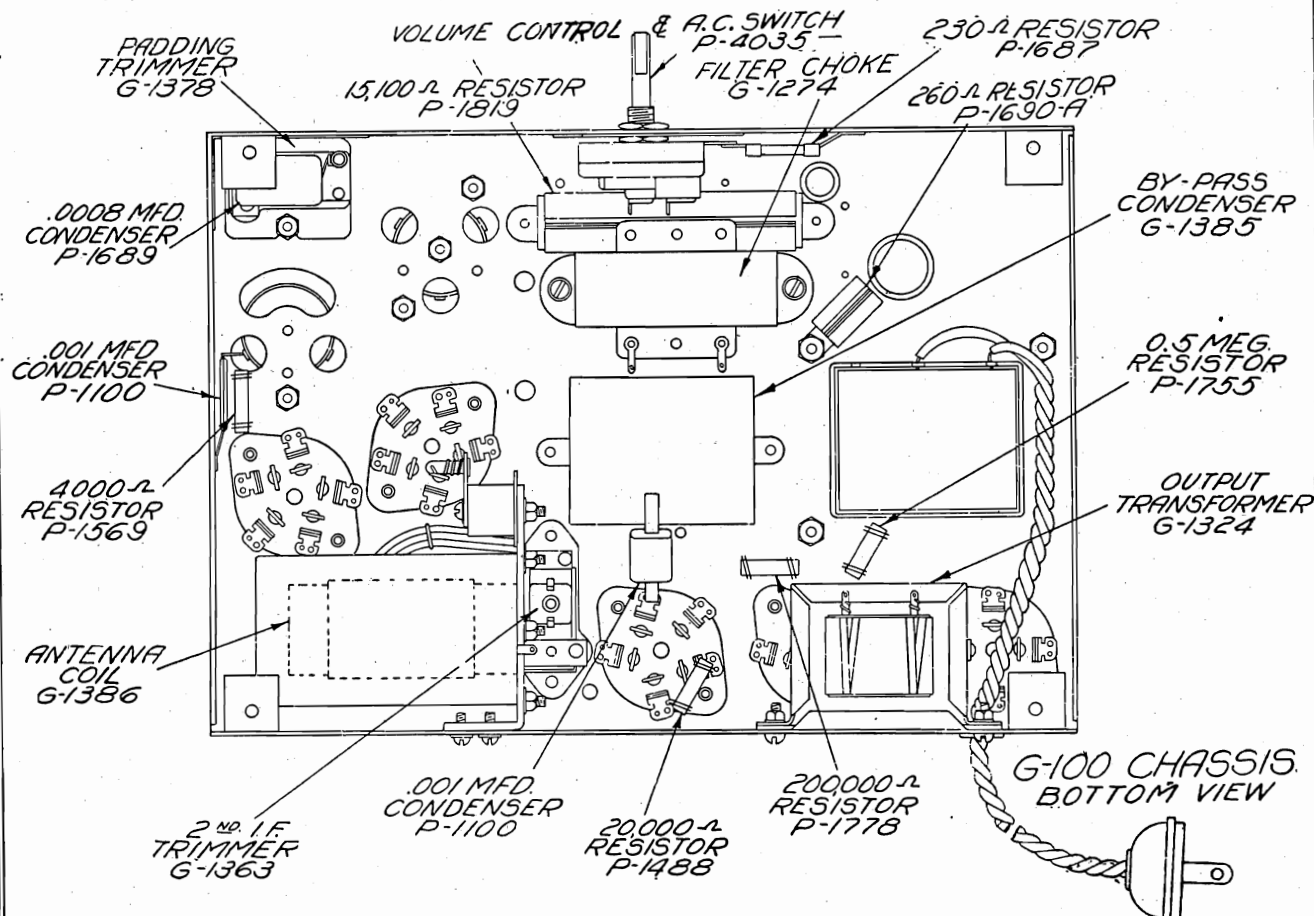 PADDING
TRIMMER
G-1378
VOLUME CONTROL & A.C. SWITCH
P-4035
15,100 Ω RESISTOR
P-1819
FILTER CHOKE
G-1274
230 Ω RESISTOR
P-1687
260 Ω RESISTOR
P-1690-A
.0008 MFD.
CONDENSER
P-1689
BY-PASS
CONDENSER
G-1385
.001 MFD
CONDENSER
P-1100
0.5 MEG.
RESISTOR
P-1755
4000 Ω
RESISTOR
P-1569
OUTPUT
TRANSFORMER
G-1324
ANTENNA
COIL
G-1386
2ND. I.F.
TRIMMER
G-1363
.001 MFD.
CONDENSER
P-1100
20,000 Ω
RESISTOR
P-1488
200,000 Ω
RESISTOR
P-1778
G-100 CHASSIS.
BOTTOM VIEW